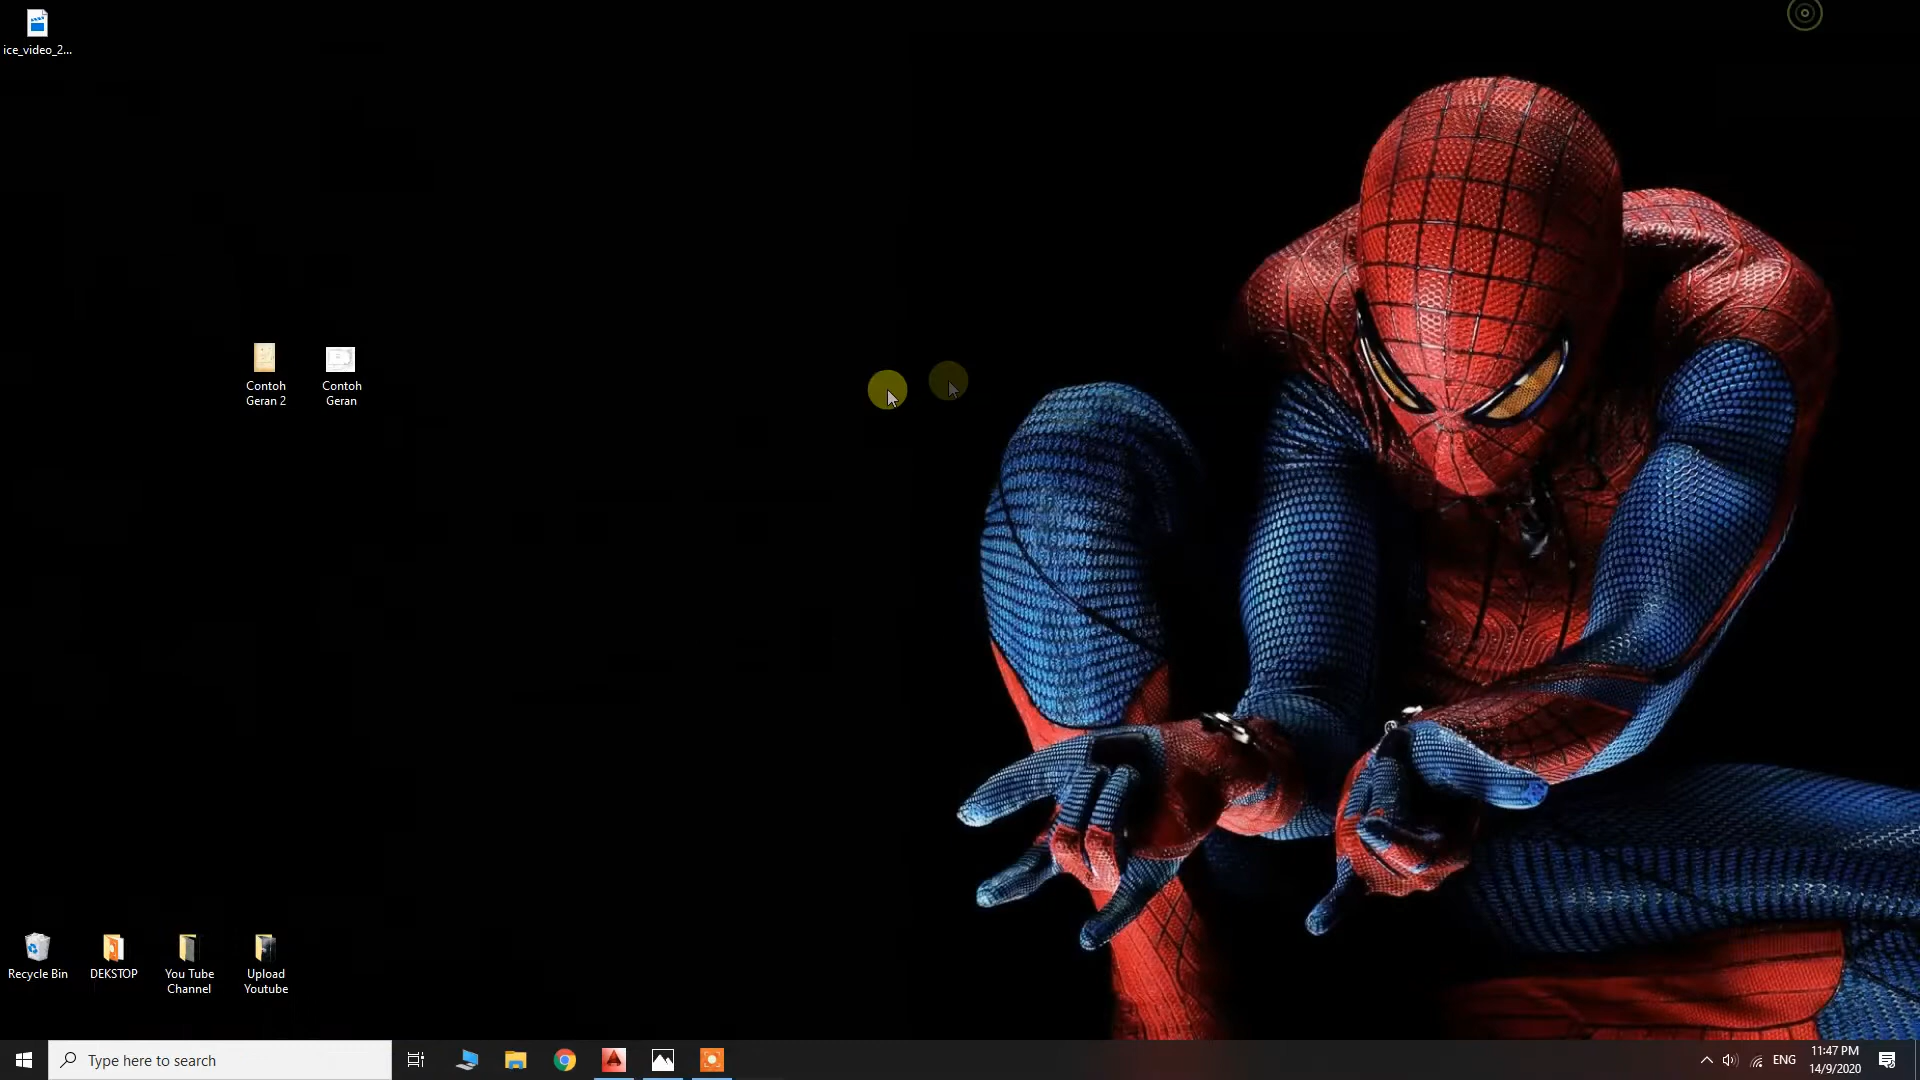 ice_video_2...
Contoh
Geran 2
Contoh
Geran
Recycle Bin
DEKSTOP
You Tube
Channel
Upload
Youtube
Type here to search
ENG
11:47 PM
14/9/2020